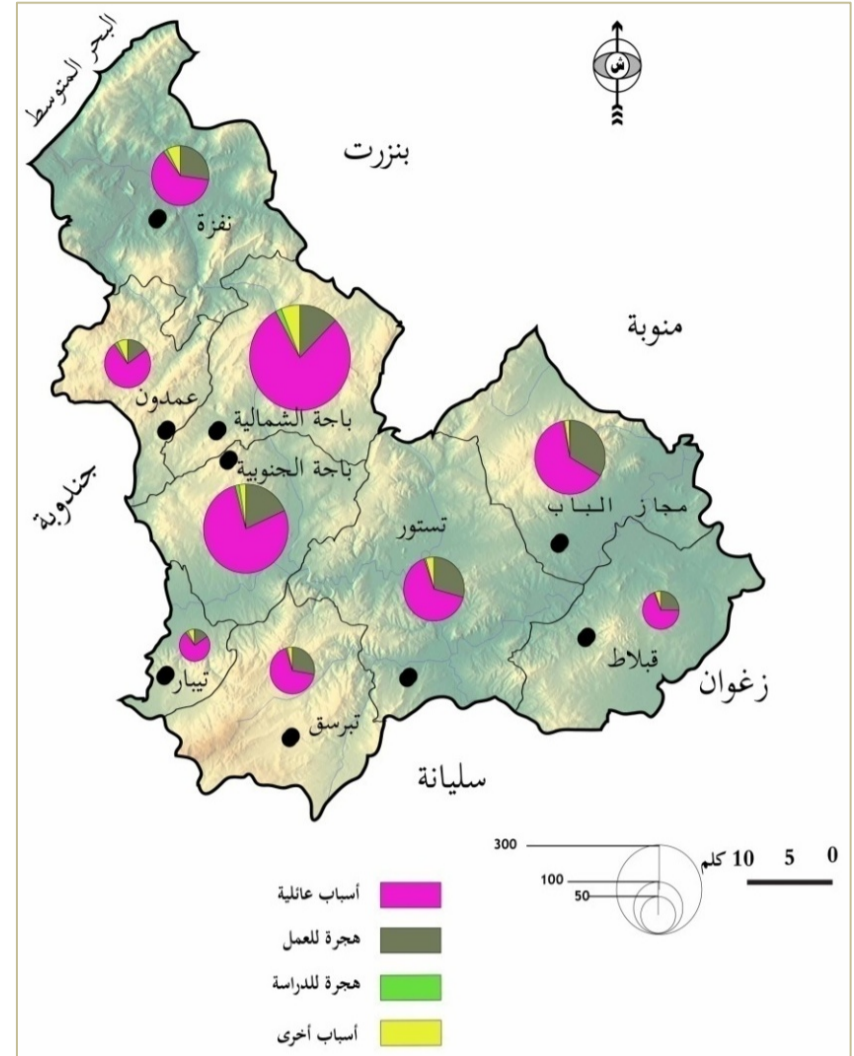 البحر المتوسط
ش
بنزرت
نفزة
منوبة
عمدون
باجة الشمالية
باجة الجنوبية
جندوبة
مجاز الباب
تستور
قبلاط
تيبار
زغوان
تبرسق
سليانة
300
100
50
كلم 10 5 0
أسباب عائلية
هجرة للعمل
هجرة للدراسة
أسباب أخرى